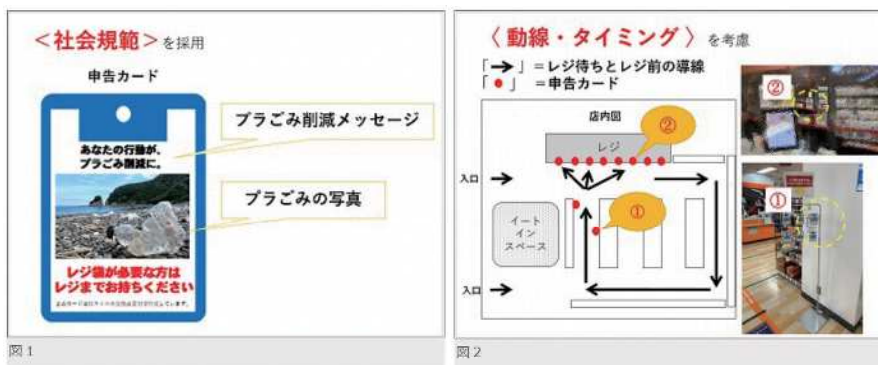 ＜社会規範＞を採用
申告カード
あなたの行動が、
プラごみ削減に。
レジ袋が必要な方は
レジまでお持ちください
プラごみ削減メッセージ
プラごみの写真
図1
〈動線・タイミング〉を考慮
「→」＝レジ待ちとレジ前の導線
「●」＝申告カード
店内図
レジ
②
入口
①
イート
イン
スペース
入口
②
①
図2